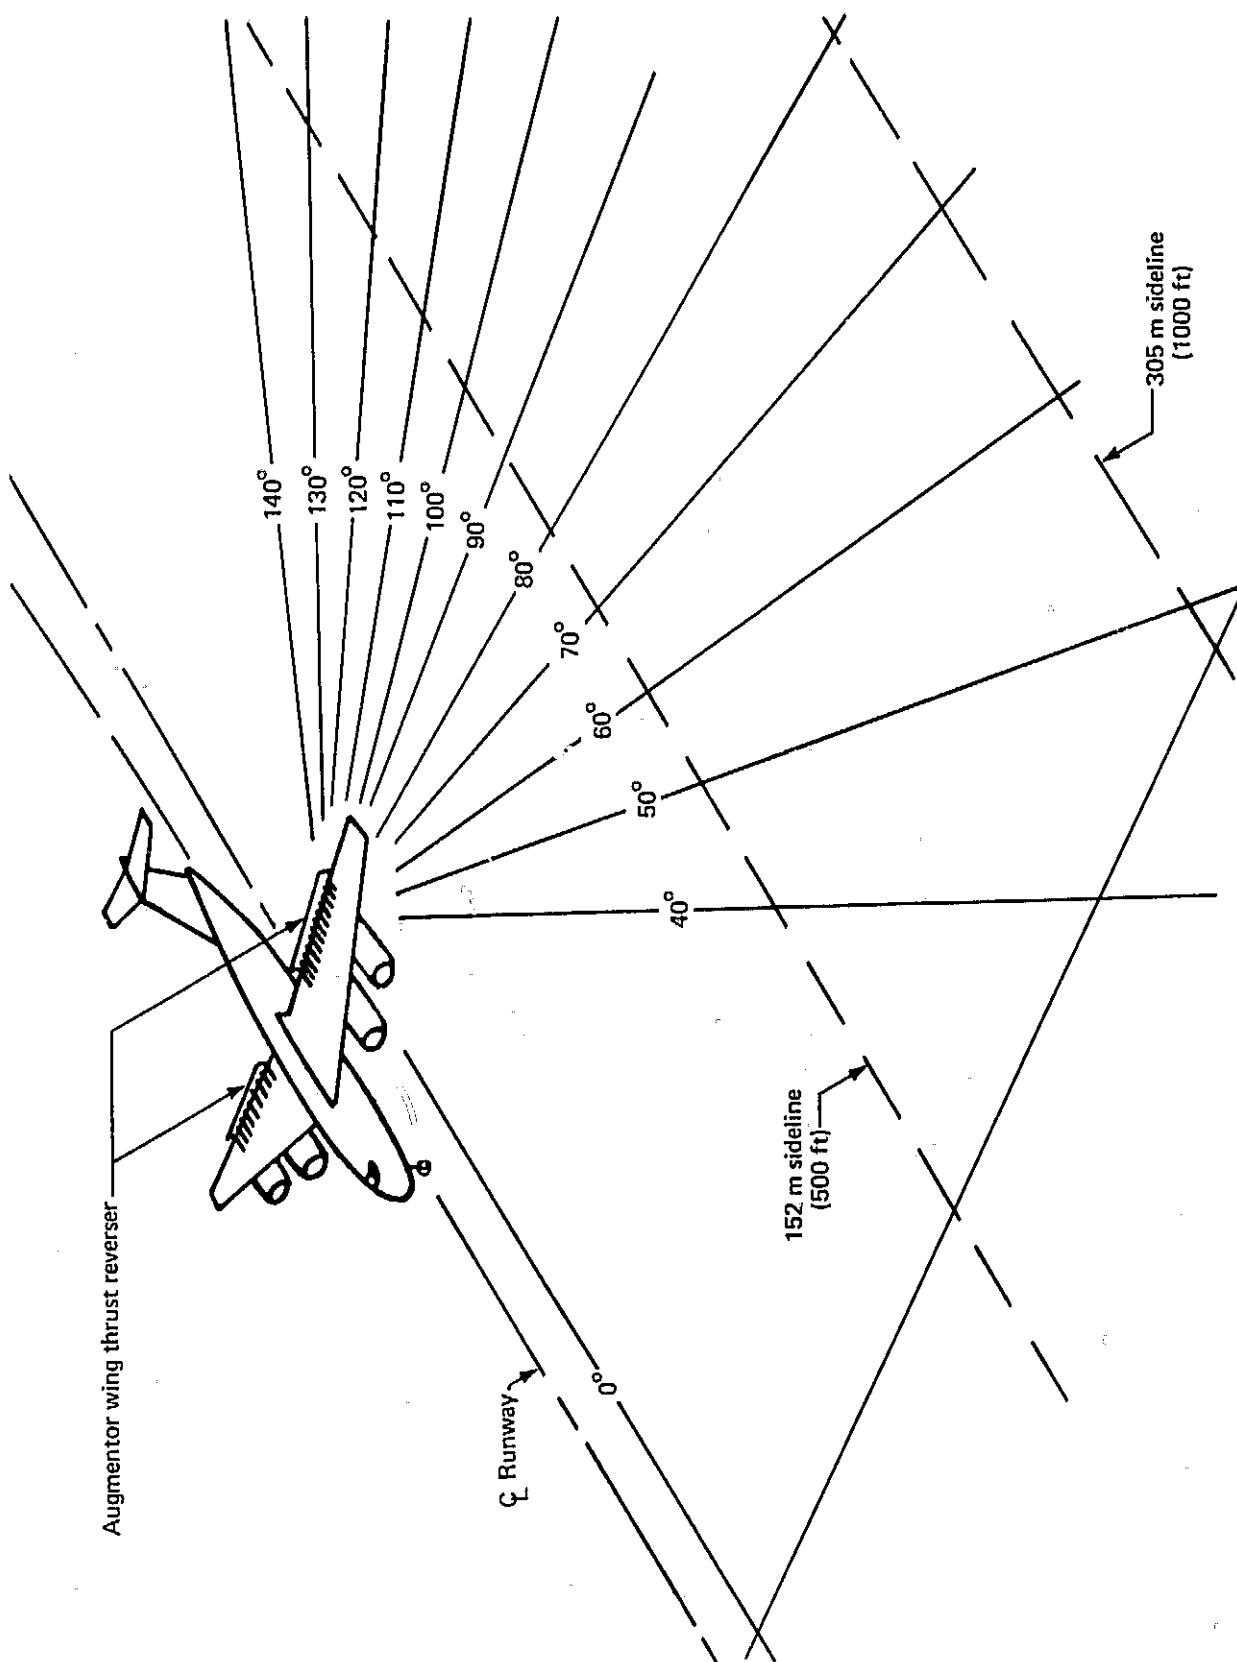 Augmentor wing thrust reverser
℄ Runway
0°
152 m sideline
(500 ft)
40°
50°
60°
70°
80°
90°
100°
110°
120°
130°
140°
305 m sideline
(1000 ft)